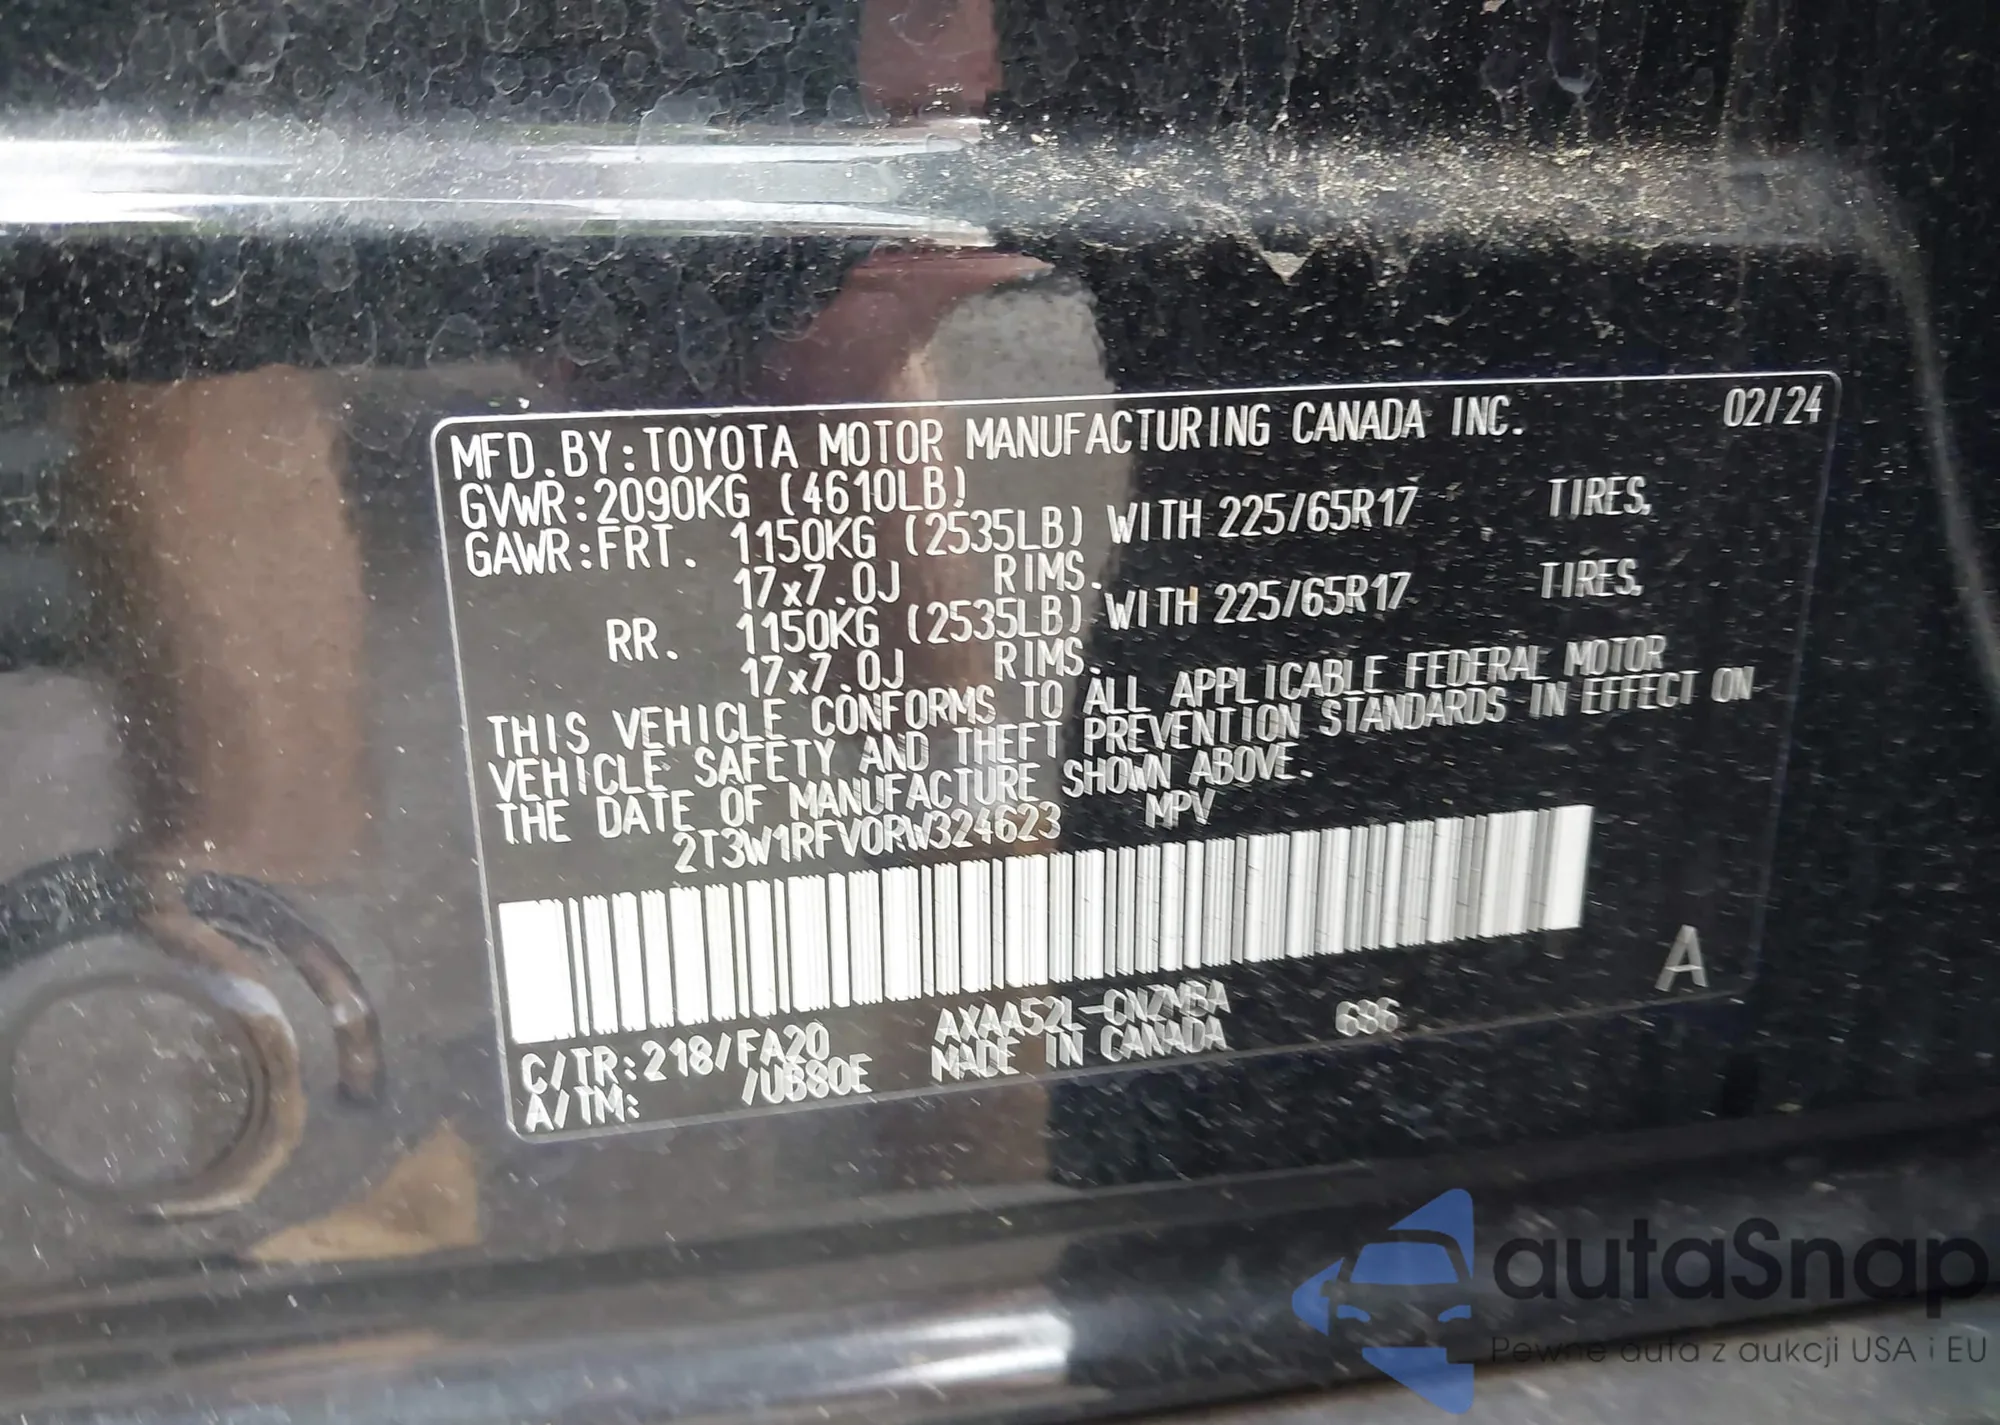 MFD.BY:TOYOTA MOTOR MANUFACTURING CANADA INC. 02/24
GVWR:2090KG (4610LB)
GAWR:FRT. 1150KG (2535LB) WITH 225/65R17 TIRES,
17x7.0J RIMS.
RR. 1150KG (2535LB) WITH 225/65R17 TIRES,
17x7.0J RIMS.
THIS VEHICLE CONFORMS TO ALL APPLICABLE FEDERAL MOTOR
VEHICLE SAFETY AND THEFT PREVENTION STANDARDS IN EFFECT ON
THE DATE OF MANUFACTURE SHOWN ABOVE.
2T3W1RFV0RW324623 MPV
A
C/TR:218/FA20 AXAA52L-CNZMBA 686
A/TM: /UB80E MADE IN CANADA
autaSnap
Pewne auta z aukcji USA i EU